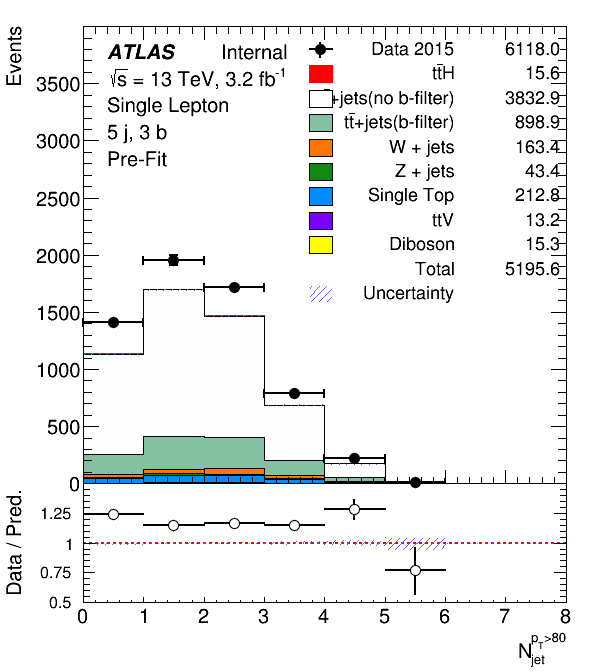 Events
ATLAS Internal
√s = 13 TeV, 3.2 fb⁻¹
Single Lepton
5 j, 3 b
Pre-Fit
Data 2015 6118.0
tt̄H 15.6
t̄+jets(no b-filter) 3832.9
tt̄+jets(b-filter) 898.9
W + jets 163.4
Z + jets 43.4
Single Top 212.8
ttV 13.2
Diboson 15.3
Total 5195.6
Uncertainty
3500
3000
2500
2000
1500
1000
500
0
Data / Pred.
1.25
1
0.75
0.5
0 1 2 3 4 5 6 7 8
N_jet^{p_T>80}